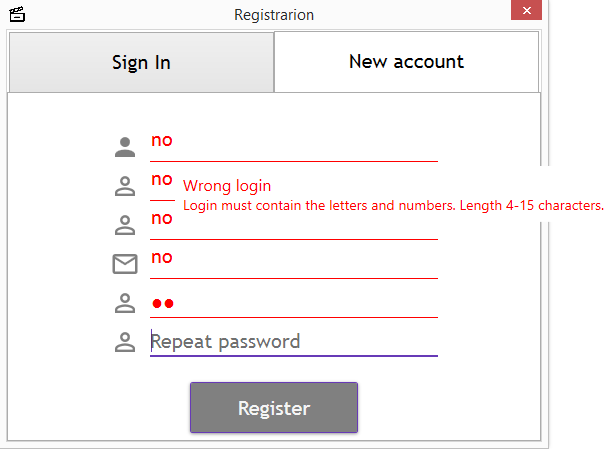 Registrarion
Sign In
New account
no
no
Wrong login
Login must contain the letters and numbers. Length 4-15 characters.
no
no
Repeat password
Register